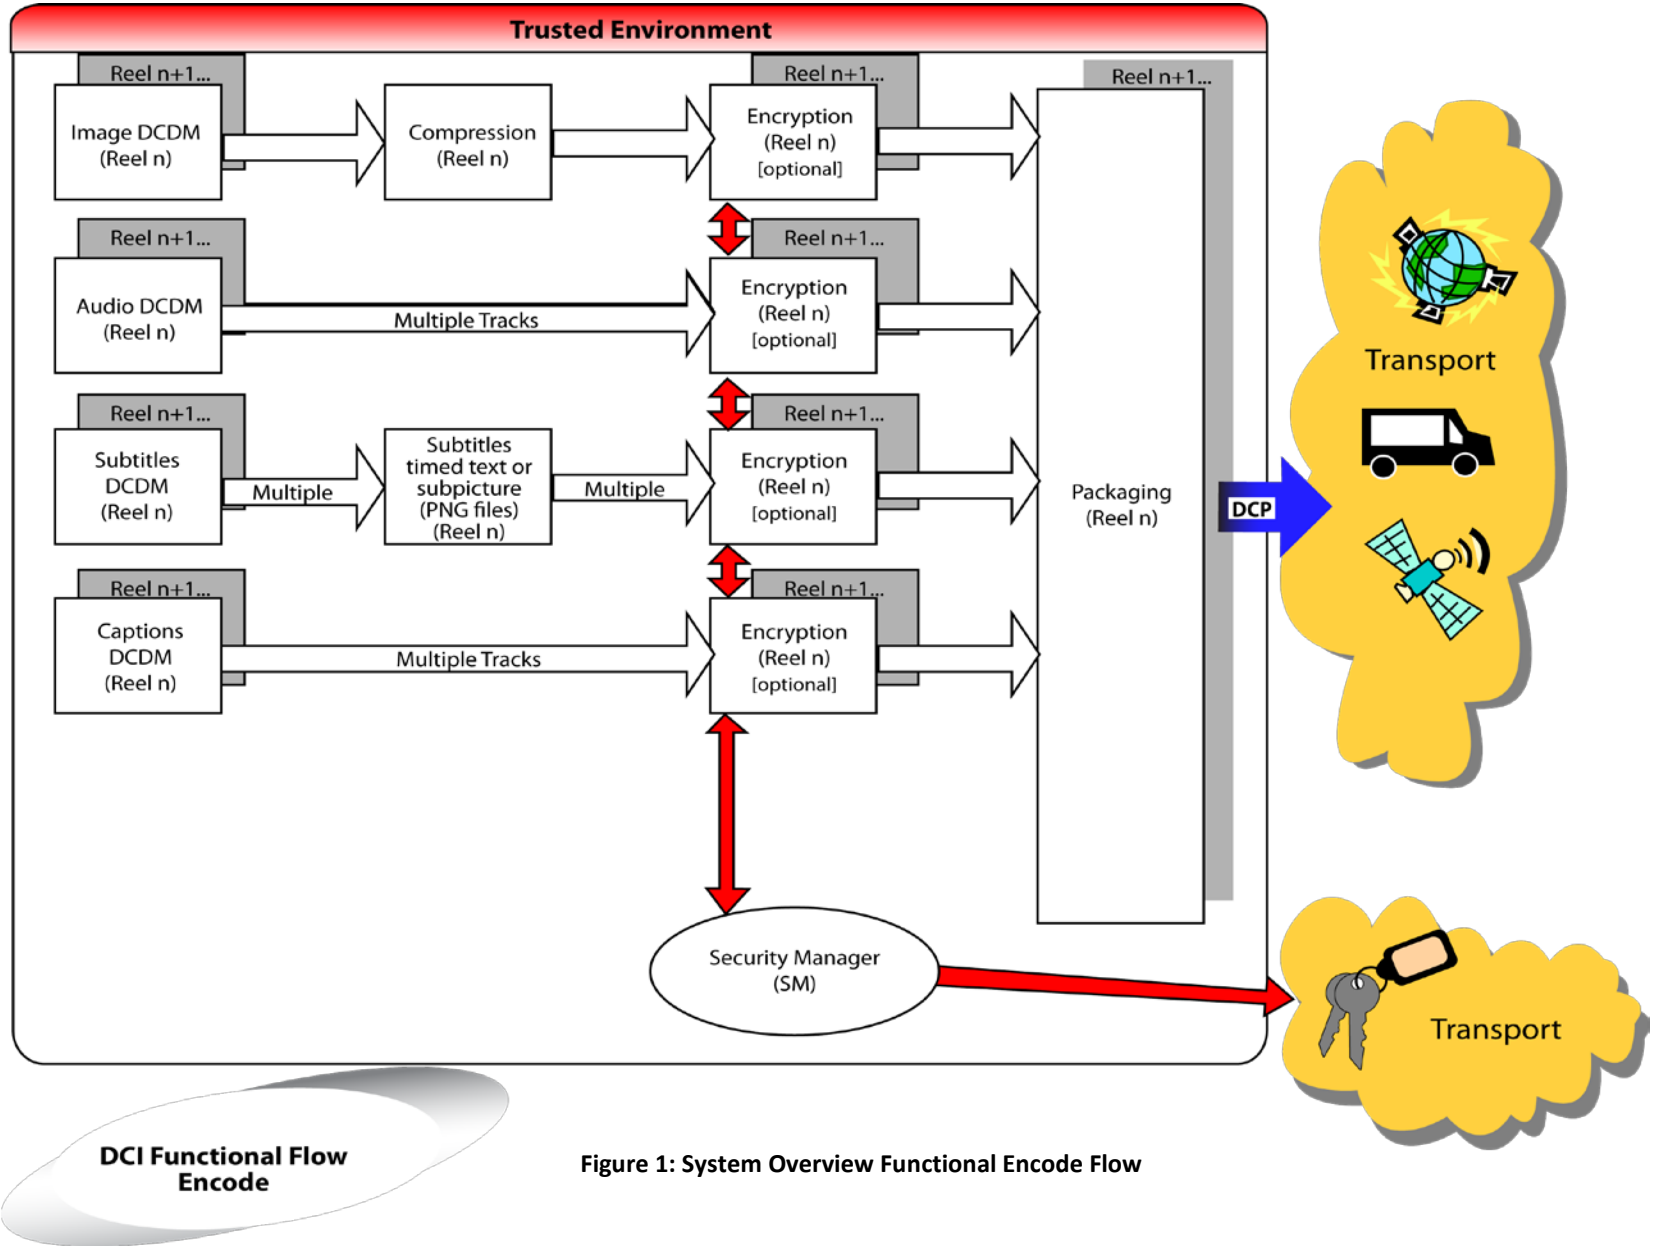 Trusted Environment
Reel n+1...
Reel n+1...
Reel n+1...
Image DCDM
(Reel n)
Compression
(Reel n)
Encryption
(Reel n)
[optional]
Reel n+1...
Reel n+1...
Audio DCDM
(Reel n)
Multiple Tracks
Encryption
(Reel n)
[optional]
Reel n+1...
Reel n+1...
Subtitles
DCDM
(Reel n)
Multiple
Subtitles
timed text or
subpicture
(PNG files)
(Reel n)
Multiple
Encryption
(Reel n)
[optional]
Reel n+1...
Reel n+1...
Captions
DCDM
(Reel n)
Multiple Tracks
Encryption
(Reel n)
[optional]
Packaging
(Reel n)
DCP
Transport
Security Manager
(SM)
Transport
DCI Functional Flow
Encode
Figure 1: System Overview Functional Encode Flow